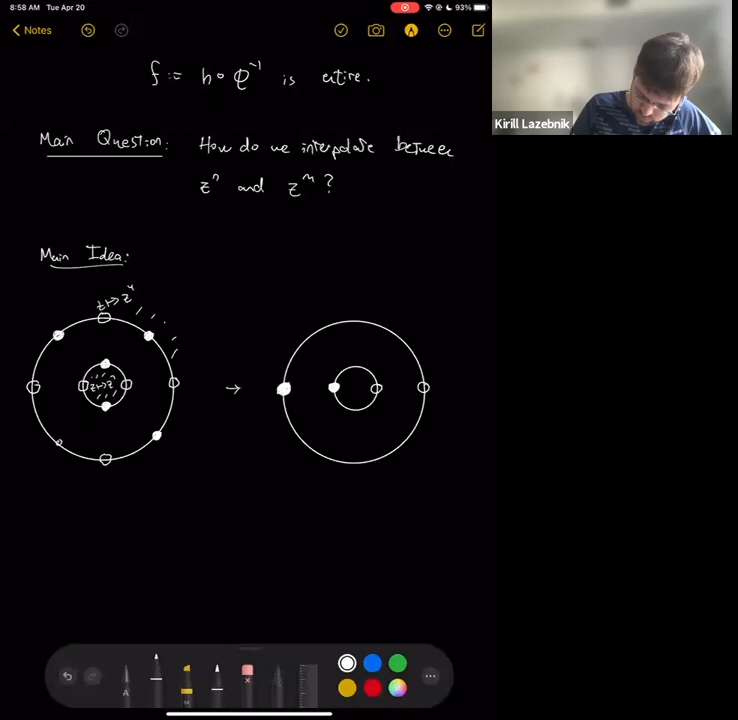 8:58 AM Tue Apr 20
93%
Notes
f := h ∘ φ⁻¹ is entire.
Kirill Lazebnik
Main Question: How do we interpolate between
zⁿ and zᵐ?
Main Idea:
z ↦ z⁴
z ↦ z²
→
A